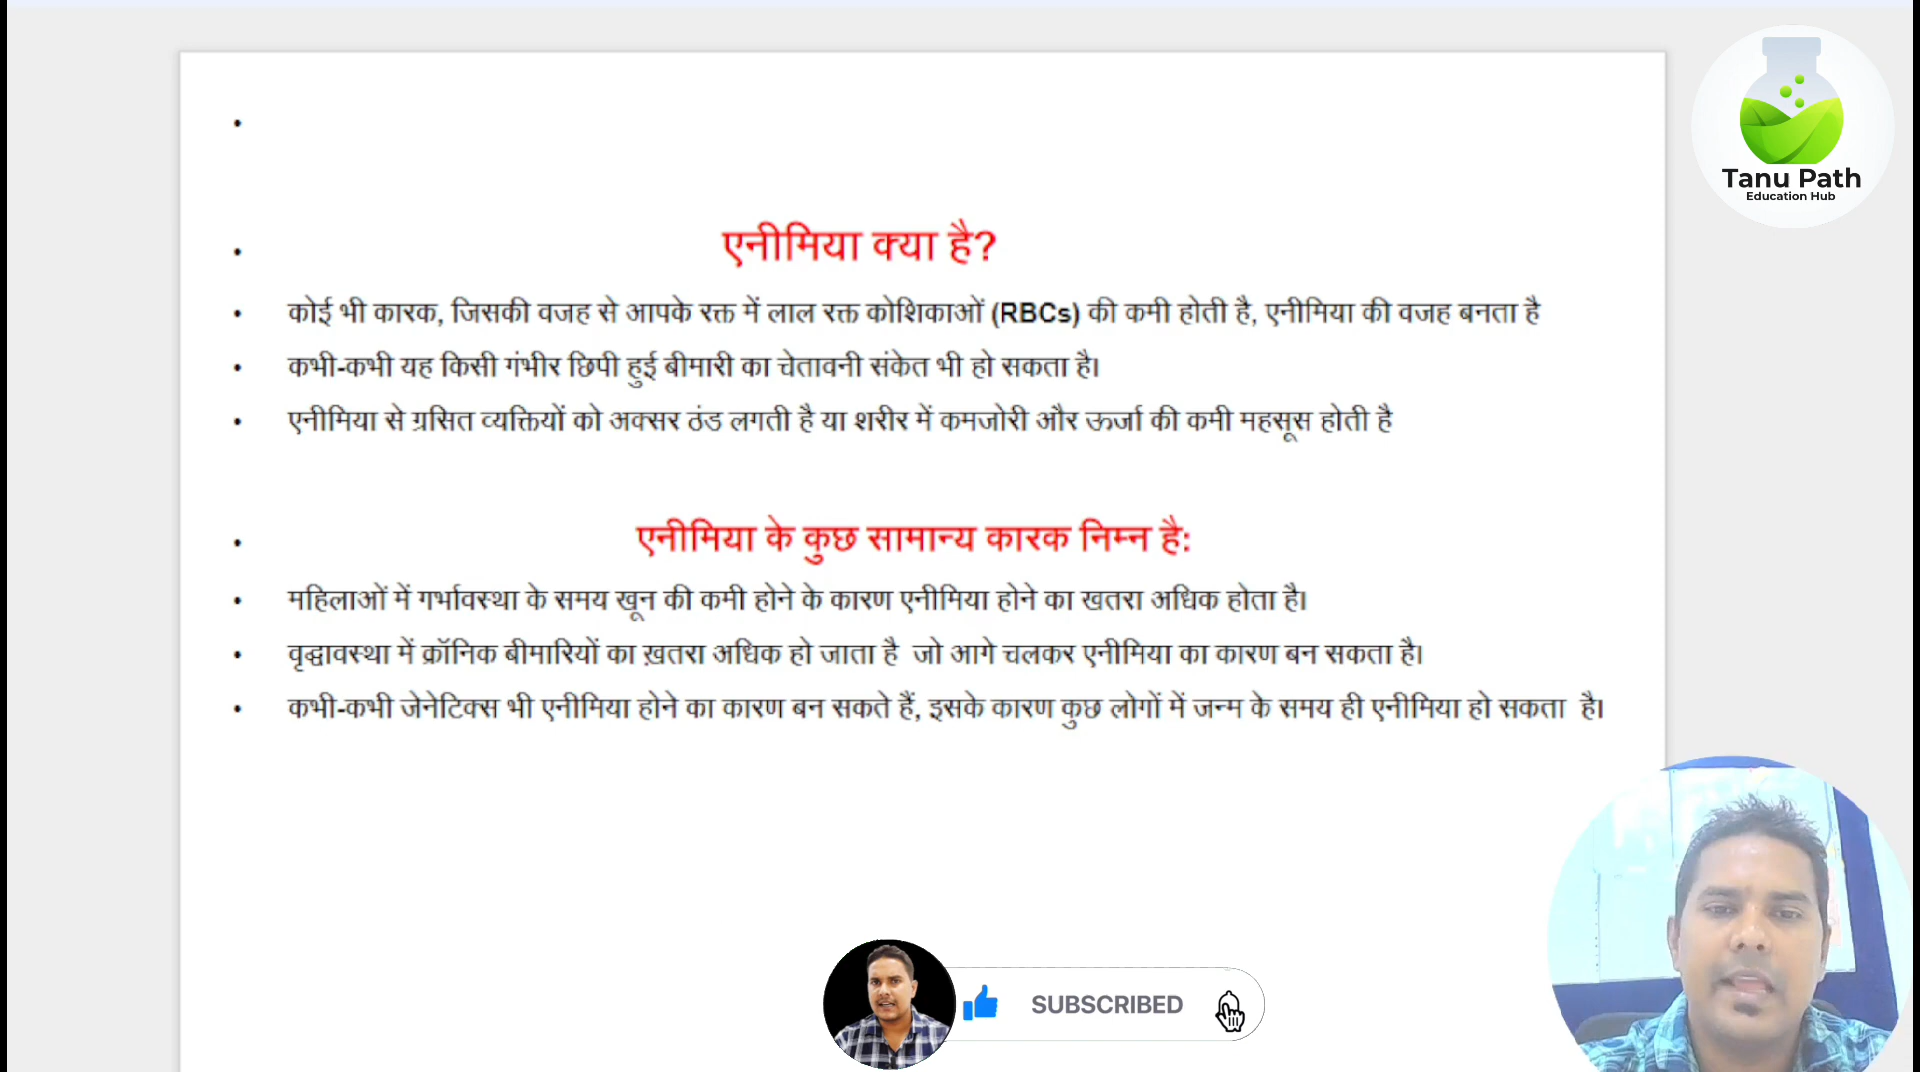 Tanu Path
Education Hub
एनीमिया क्या है?
कोई भी कारक, जिसकी वजह से आपके रक्त में लाल रक्त कोशिकाओं (RBCs) की कमी होती है, एनीमिया की वजह बनता है
कभी-कभी यह किसी गंभीर छिपी हुई बीमारी का चेतावनी संकेत भी हो सकता है।
एनीमिया से ग्रसित व्यक्तियों को अक्सर ठंड लगती है या शरीर में कमजोरी और ऊर्जा की कमी महसूस होती है
एनीमिया के कुछ सामान्य कारक निम्न है:
महिलाओं में गर्भावस्था के समय खून की कमी होने के कारण एनीमिया होने का खतरा अधिक होता है।
वृद्धावस्था में क्रॉनिक बीमारियों का ख़तरा अधिक हो जाता है जो आगे चलकर एनीमिया का कारण बन सकता है।
कभी-कभी जेनेटिक्स भी एनीमिया होने का कारण बन सकते हैं, इसके कारण कुछ लोगों में जन्म के समय ही एनीमिया हो सकता है।
SUBSCRIBED